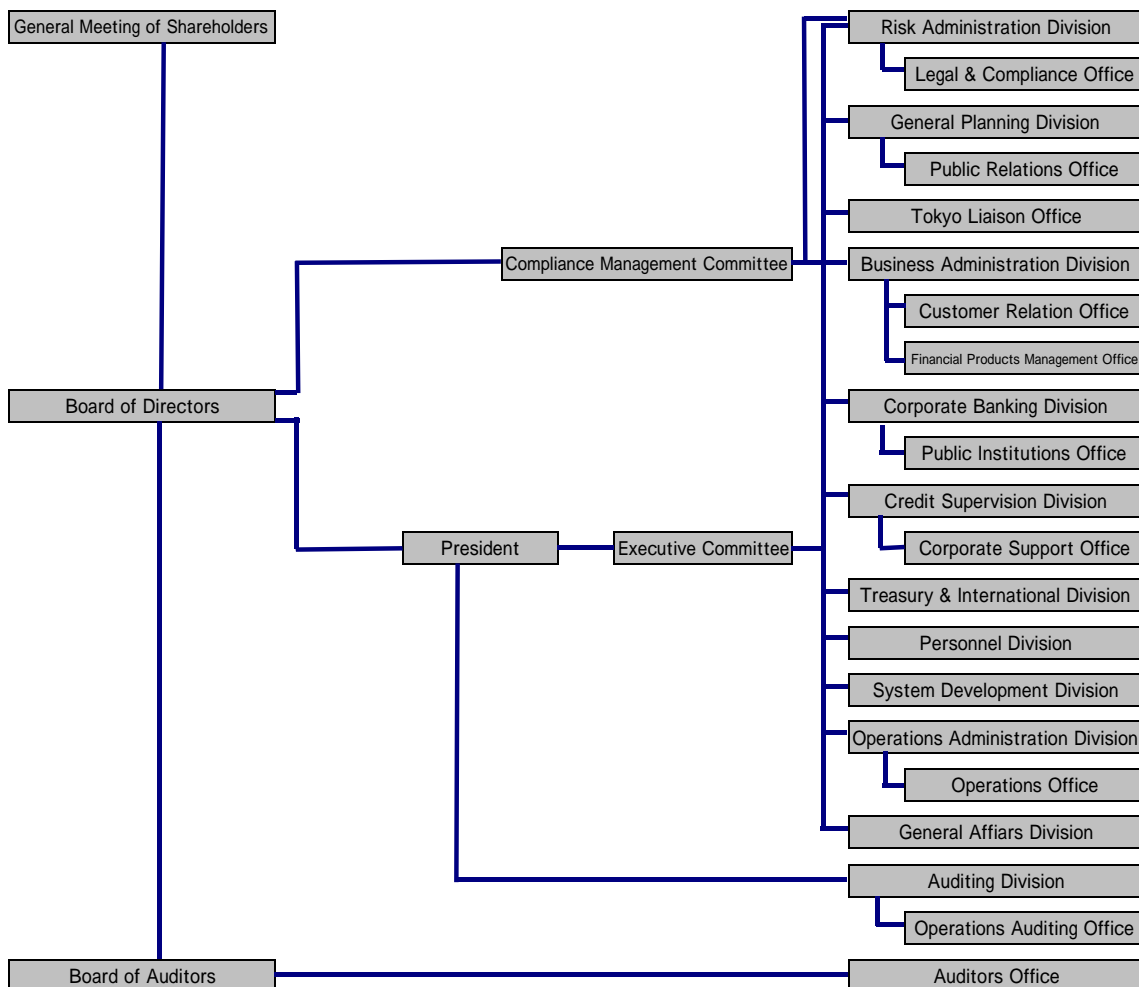 General Meeting of Shareholders
Risk Administration Division
Legal & Compliance Office
General Planning Division
Public Relations Office
Tokyo Liaison Office
Compliance Management Committee
Business Administration Division
Customer Relation Office
Financial Products Management Office
Board of Directors
Corporate Banking Division
Public Institutions Office
Credit Supervision Division
President
Executive Committee
Corporate Support Office
Treasury & International Division
Personnel Division
System Development Division
Operations Administration Division
Operations Office
General Affiars Division
Auditing Division
Operations Auditing Office
Board of Auditors
Auditors Office